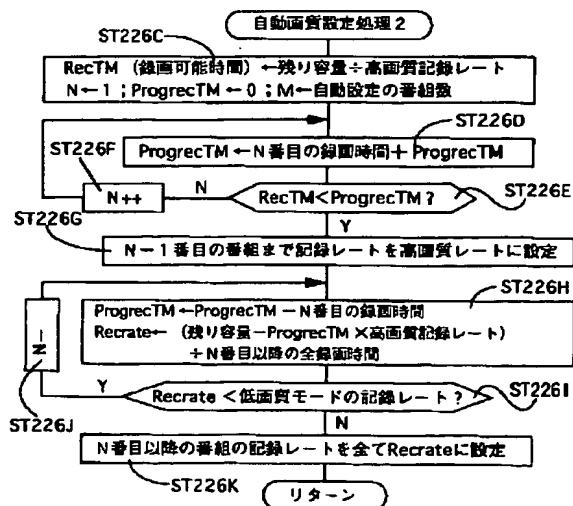 自動画質設定処理2
ST226C
RecTM (録画可能時間) ←残り容量÷高画質記録レート
N←1 ; ProgrecTM←0 ; M←自動設定の番組数
ST226D
ST226F
ProgrecTM←N番目の録画時間+ProgrecTM
N++
N
RecTM<ProgrecTM?
ST226E
ST226G
Y
N−1番目の番組まで記録レートを高画質レートに設定
ST226H
ProgrecTM←ProgrecTM−N番目の録画時間
Recrate← (残り容量−ProgrecTM×高画質記録レート)
÷N番目以降の全録画時間
N--
Y
Recrate<低画質モードの記録レート?
ST226I
ST226J
N
N番目以降の番組の記録レートを全てRecrateに設定
ST226K
リターン